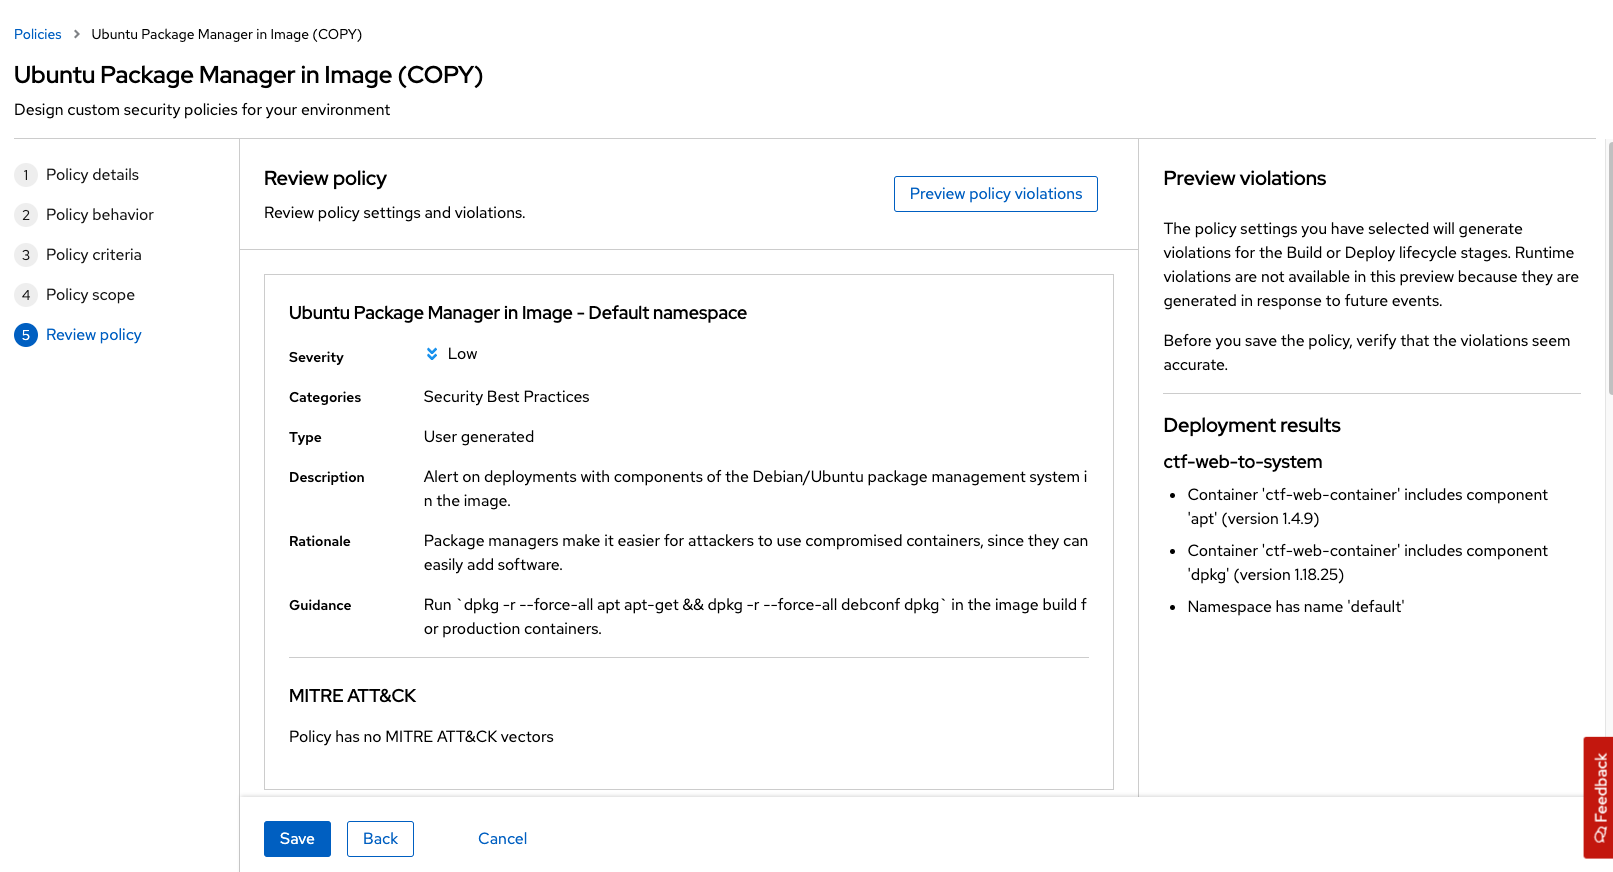 Policies > Ubuntu Package Manager in Image (COPY)
Ubuntu Package Manager in Image (COPY)
Design custom security policies for your environment
1 Policy details
2 Policy behavior
3 Policy criteria
4 Policy scope
5 Review policy
Review policy
Review policy settings and violations.
Preview policy violations
Ubuntu Package Manager in Image - Default namespace
Severity Low
Categories Security Best Practices
Type User generated
Description Alert on deployments with components of the Debian/Ubuntu package management system i
n the image.
Rationale Package managers make it easier for attackers to use compromised containers, since they can
easily add software.
Guidance Run `dpkg -r --force-all apt apt-get && dpkg -r --force-all debconf dpkg` in the image build f
or production containers.
MITRE ATT&CK
Policy has no MITRE ATT&CK vectors
Preview violations
The policy settings you have selected will generate
violations for the Build or Deploy lifecycle stages. Runtime
violations are not available in this preview because they are
generated in response to future events.
Before you save the policy, verify that the violations seem
accurate.
Deployment results
ctf-web-to-system
• Container 'ctf-web-container' includes component
'apt' (version 1.4.9)
• Container 'ctf-web-container' includes component
'dpkg' (version 1.18.25)
• Namespace has name 'default'
Save Back Cancel
Feedback